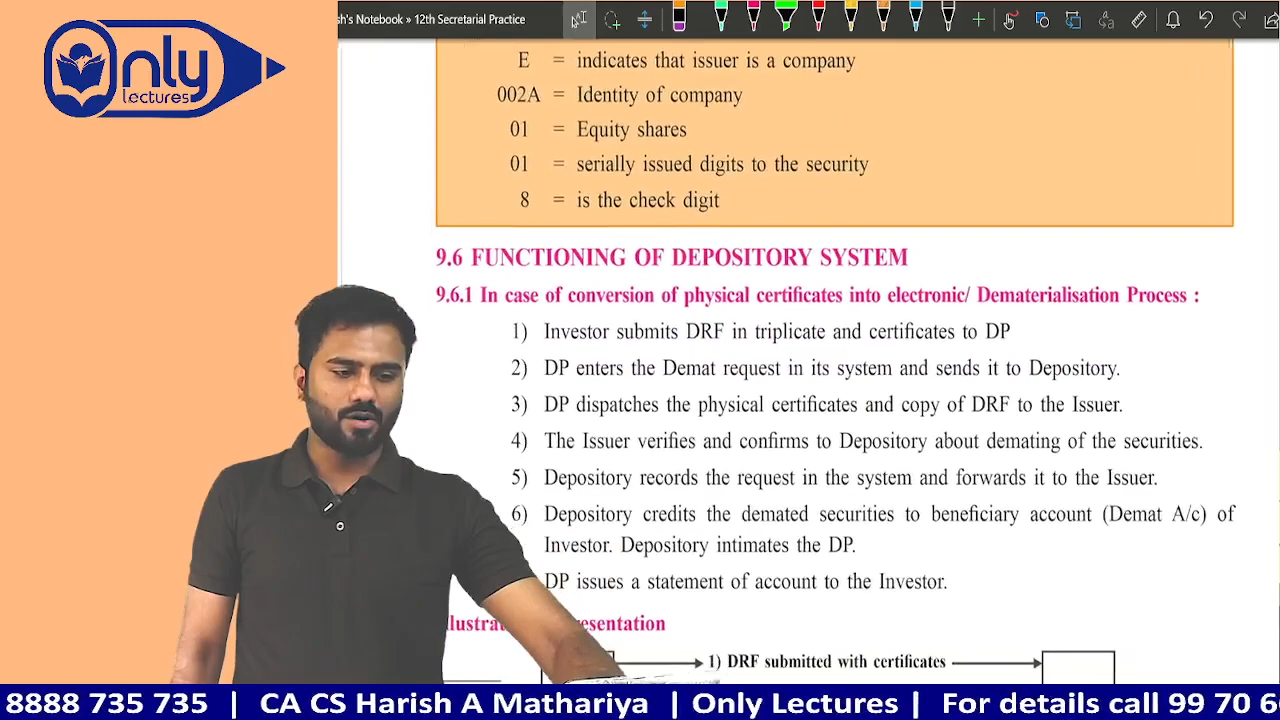 sh's Notebook » 12th Secretarial Practice
Only
lectures
E = indicates that issuer is a company
002A = Identity of company
01 = Equity shares
01 = serially issued digits to the security
8 = is the check digit
9.6 FUNCTIONING OF DEPOSITORY SYSTEM
9.6.1 In case of conversion of physical certificates into electronic/ Dematerialisation Process :
1) Investor submits DRF in triplicate and certificates to DP
2) DP enters the Demat request in its system and sends it to Depository.
3) DP dispatches the physical certificates and copy of DRF to the Issuer.
4) The Issuer verifies and confirms to Depository about demating of the securities.
5) Depository records the request in the system and forwards it to the Issuer.
6) Depository credits the demated securities to beneficiary account (Demat A/c) of
Investor. Depository intimates the DP.
DP issues a statement of account to the Investor.
1) DRF submitted with certificates
8888 735 735 | CA CS Harish A Mathariya | Only Lectures | For details call 99 70 6